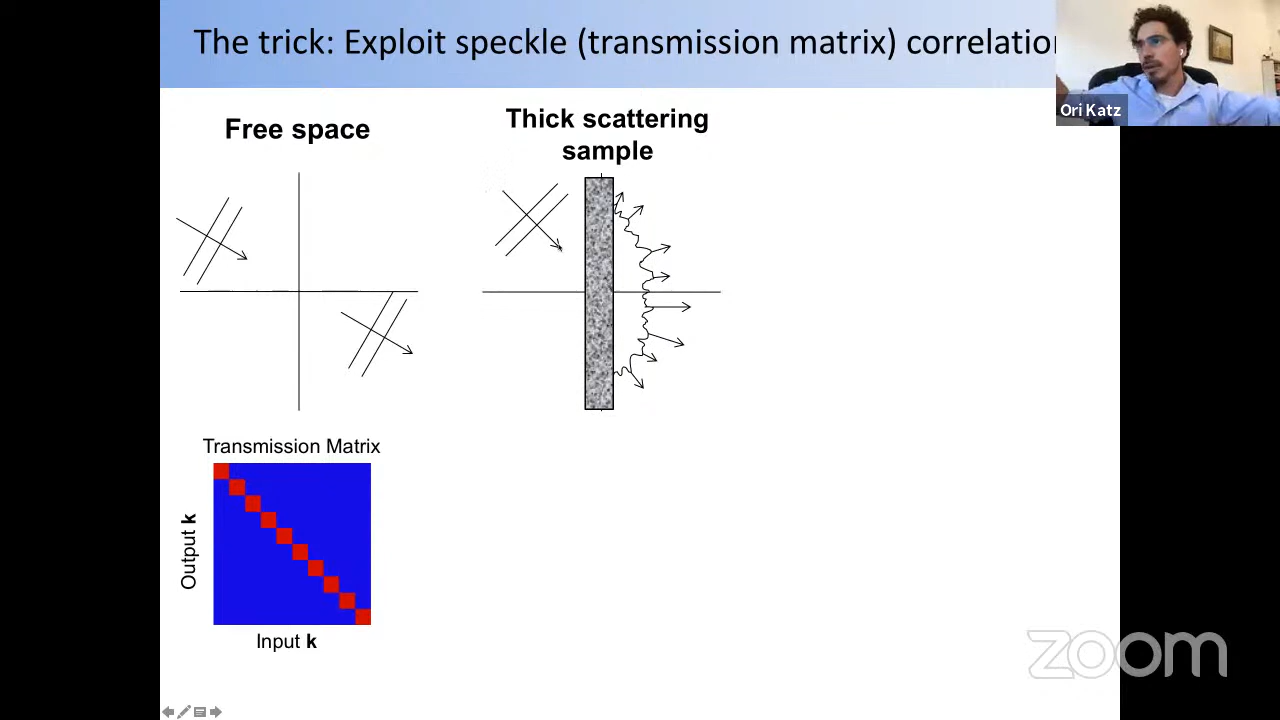 The trick: Exploit speckle (transmission matrix) correlation
Ori Katz
Free space
Thick scattering
sample
Transmission Matrix
Output k
Input k
zoom